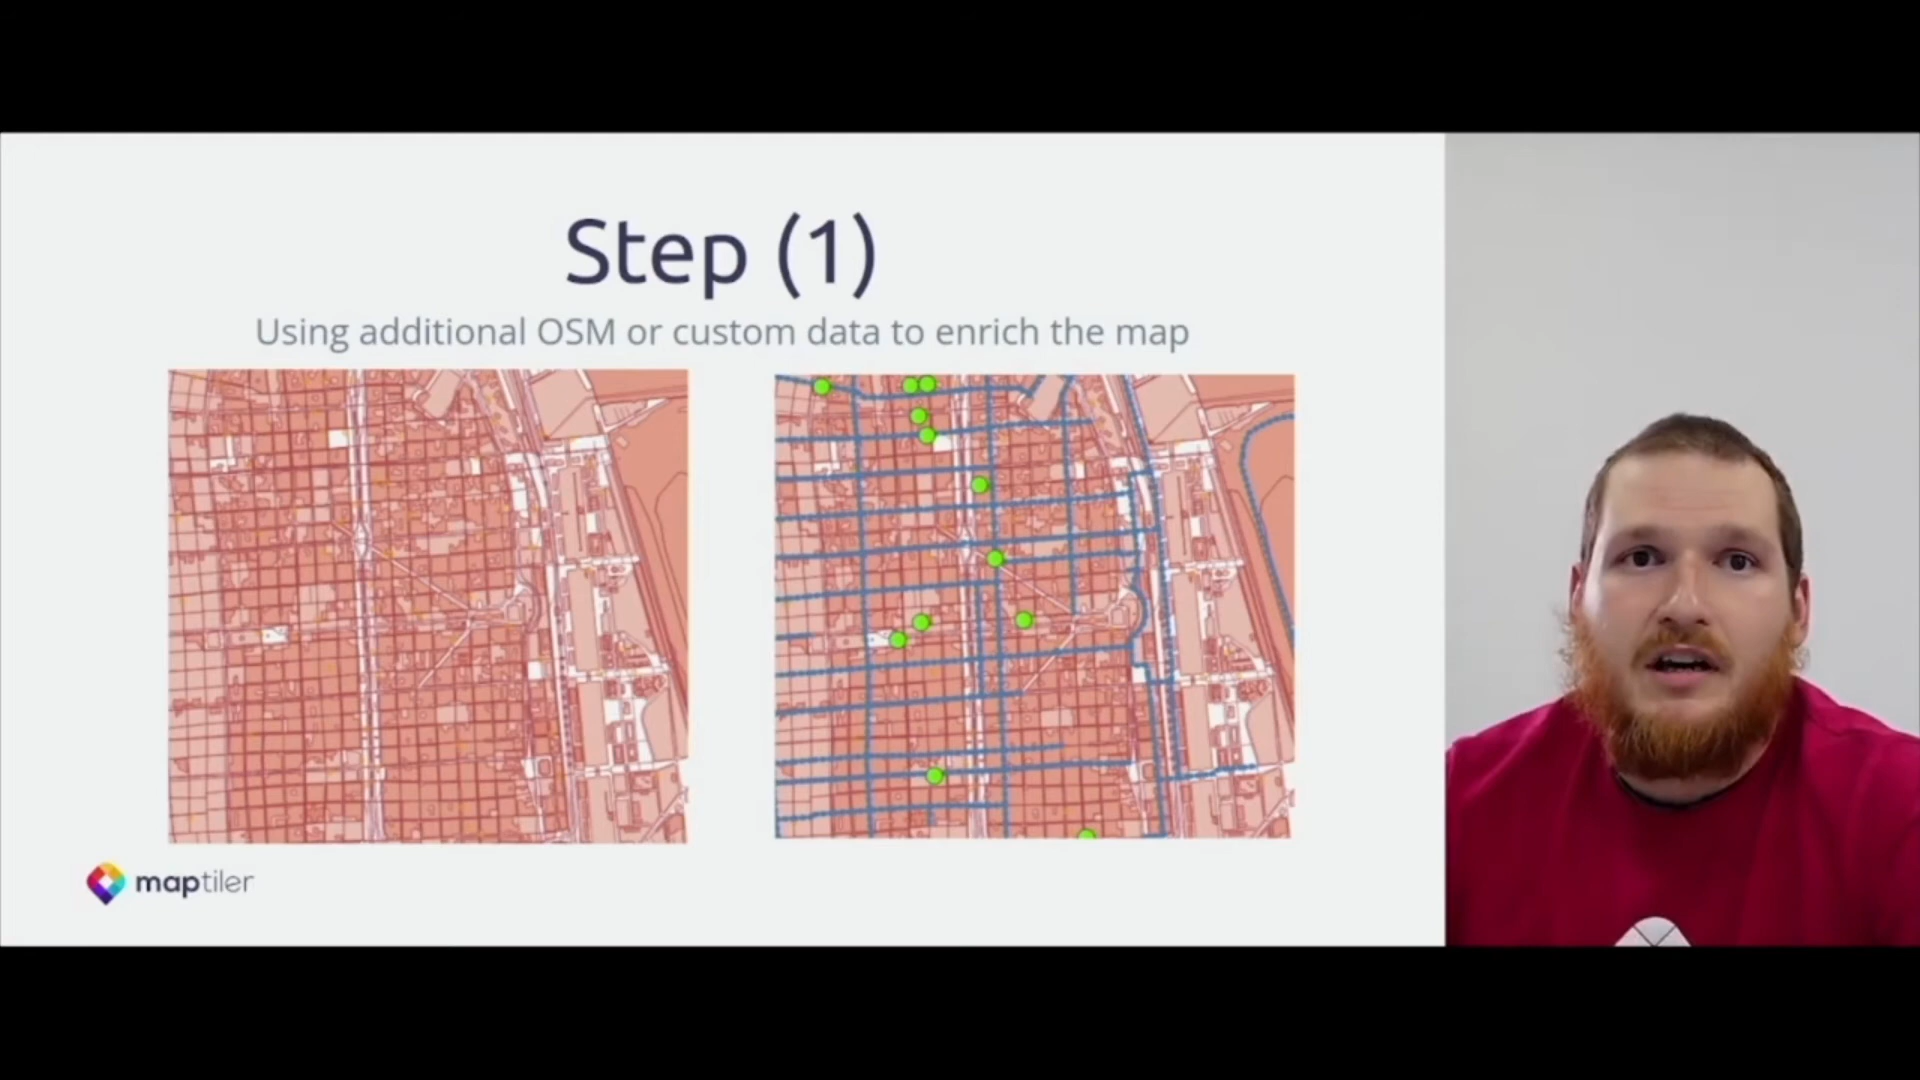 Step (1)
Using additional OSM or custom data to enrich the map
maptiler